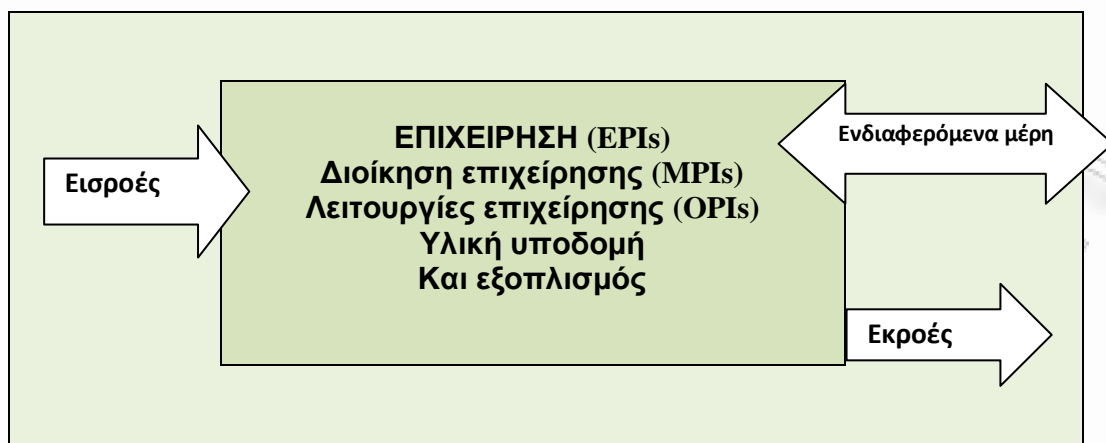 Εισροές
ΕΠΙΧΕΙΡΗΣΗ (EPIs)
Διοίκηση επιχείρησης (MPIs)
Λειτουργίες επιχείρησης (OPIs)
Υλική υποδομή
Και εξοπλισμός
Ενδιαφερόμενα μέρη
Εκροές